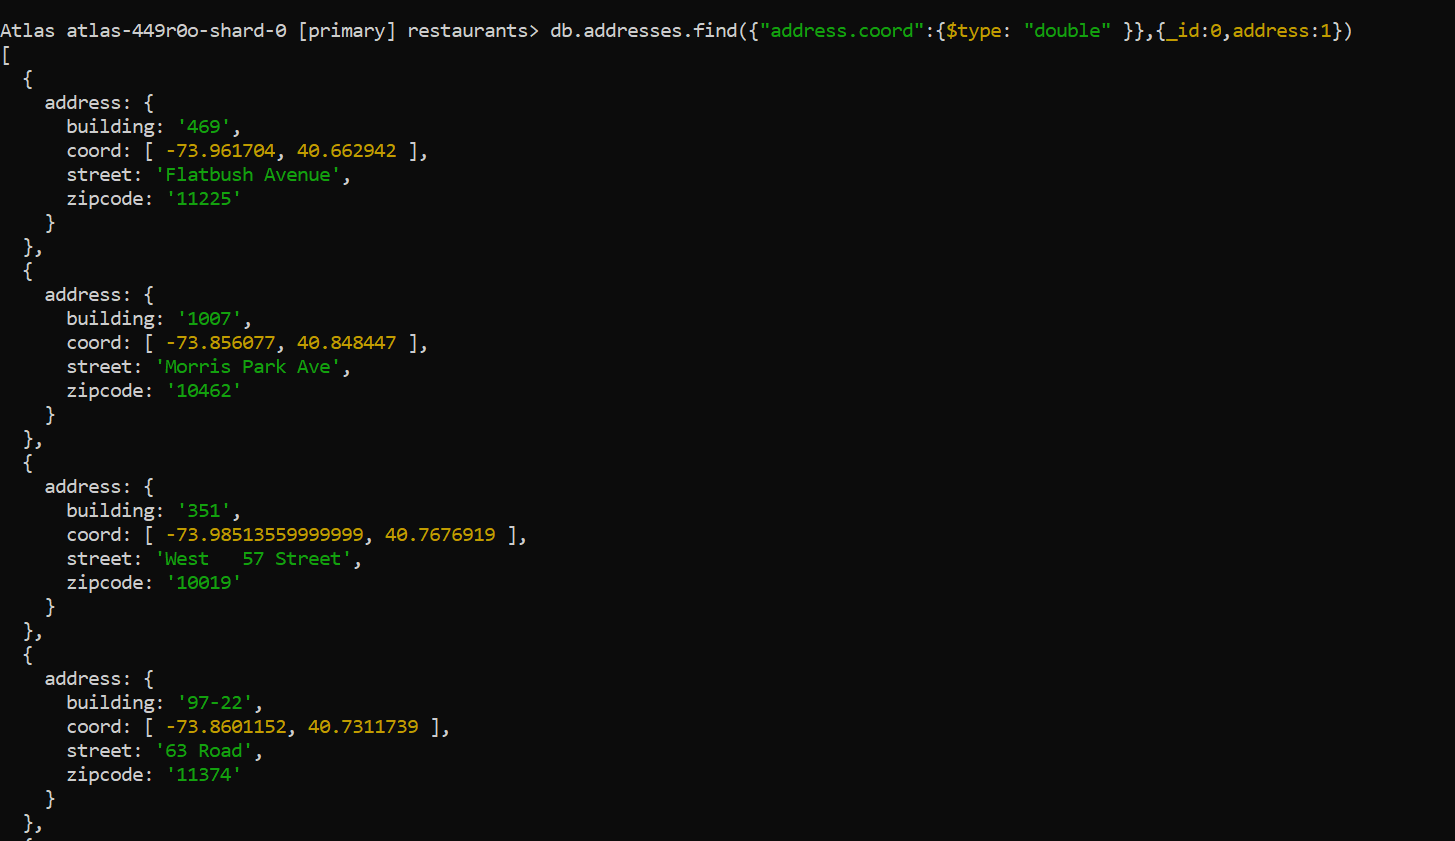 Atlas atlas-449r0o-shard-0 [primary] restaurants> db.addresses.find({"address.coord":{$type: "double" }},{_id:0,address:1})
[
  {
    address: {
      building: '469',
      coord: [ -73.961704, 40.662942 ],
      street: 'Flatbush Avenue',
      zipcode: '11225'
    }
  },
  {
    address: {
      building: '1007',
      coord: [ -73.856077, 40.848447 ],
      street: 'Morris Park Ave',
      zipcode: '10462'
    }
  },
  {
    address: {
      building: '351',
      coord: [ -73.98513559999999, 40.7676919 ],
      street: 'West   57 Street',
      zipcode: '10019'
    }
  },
  {
    address: {
      building: '97-22',
      coord: [ -73.8601152, 40.7311739 ],
      street: '63 Road',
      zipcode: '11374'
    }
  },